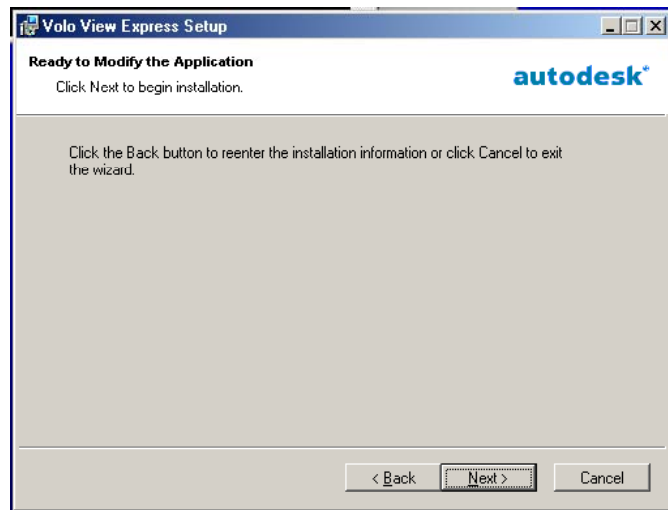 Volo View Express Setup
Ready to Modify the Application
Click Next to begin installation.
autodesk
Click the Back button to reenter the installation information or click Cancel to exit
the wizard.
< Back Next > Cancel